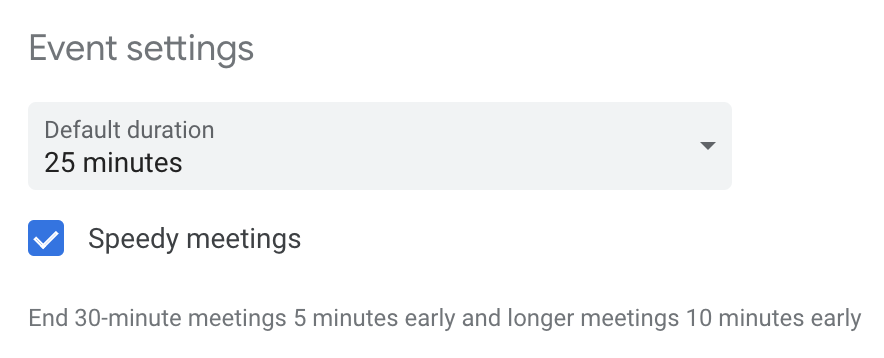 Event settings
Default duration
25 minutes
Speedy meetings
End 30-minute meetings 5 minutes early and longer meetings 10 minutes early